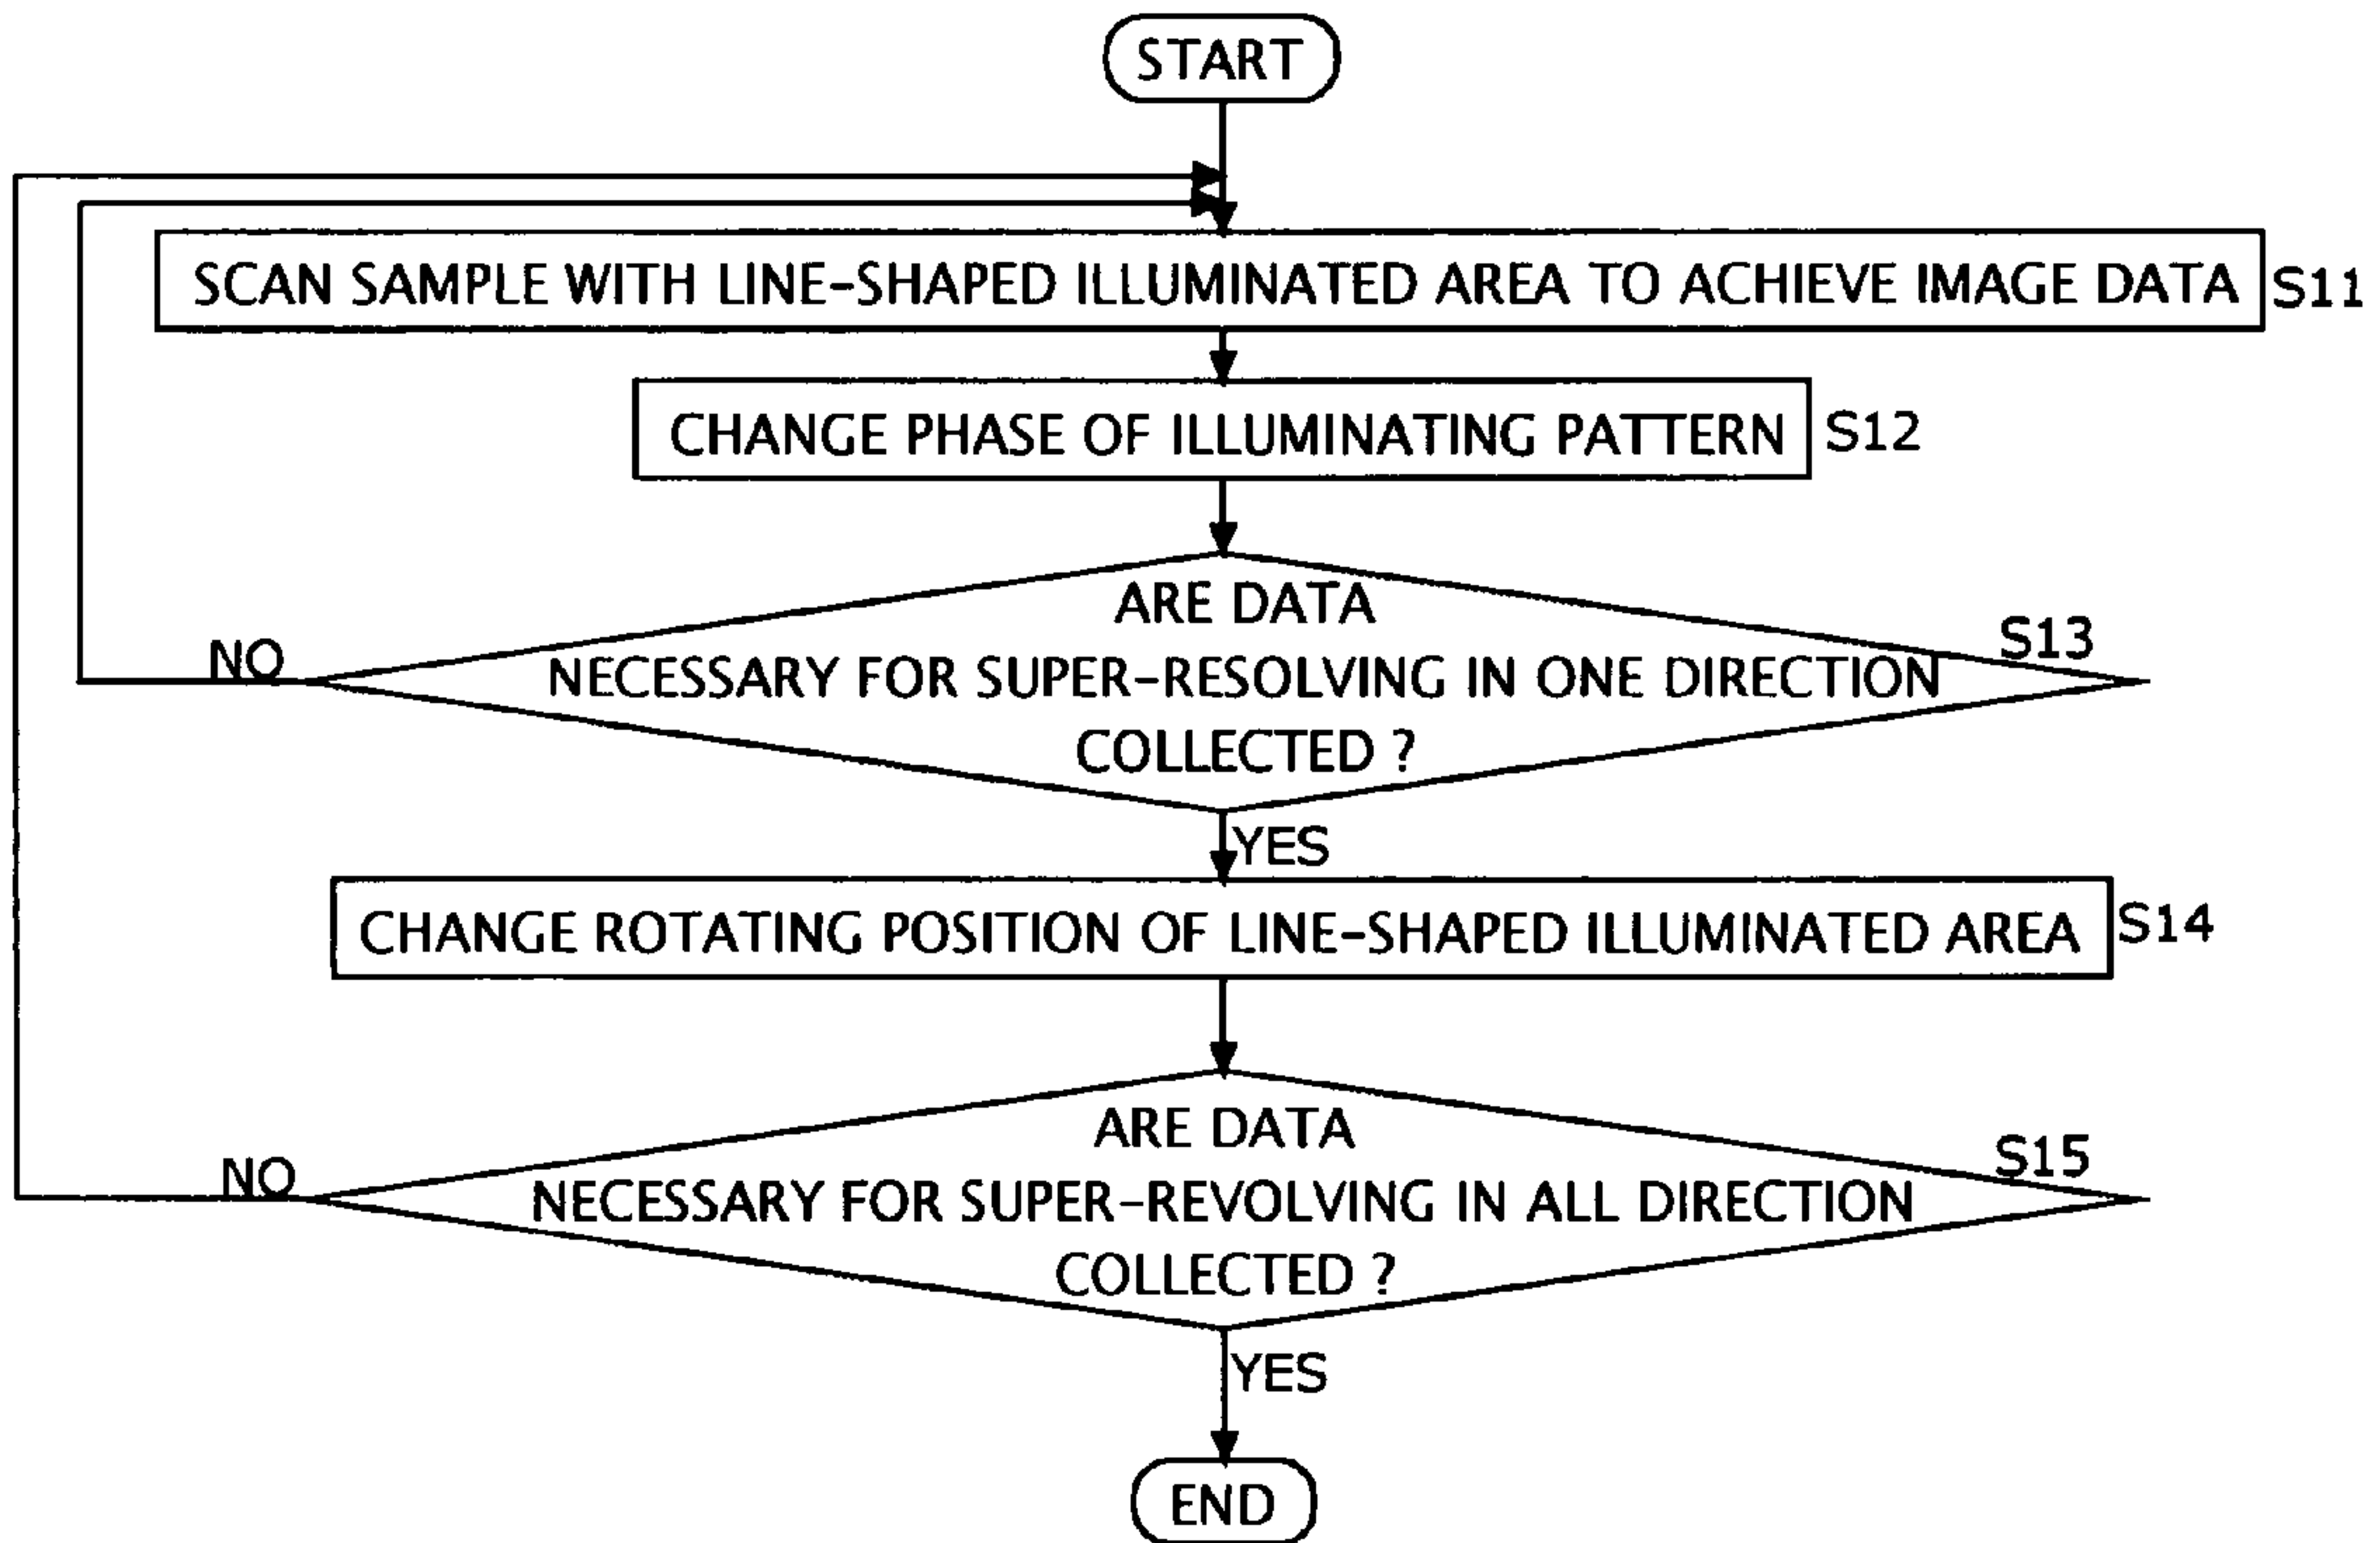 START
SCAN SAMPLE WITH LINE-SHAPED ILLUMINATED AREA TO ACHIEVE IMAGE DATA
S11
CHANGE PHASE OF ILLUMINATING PATTERN
S12
ARE DATA
S13
NO
NECESSARY FOR SUPER-RESOLVING IN ONE DIRECTION
COLLECTED ?
YES
CHANGE ROTATING POSITION OF LINE-SHAPED ILLUMINATED AREA
S14
ARE DATA
S15
NO
NECESSARY FOR SUPER-REVOLVING IN ALL DIRECTION
COLLECTED ?
YES
END